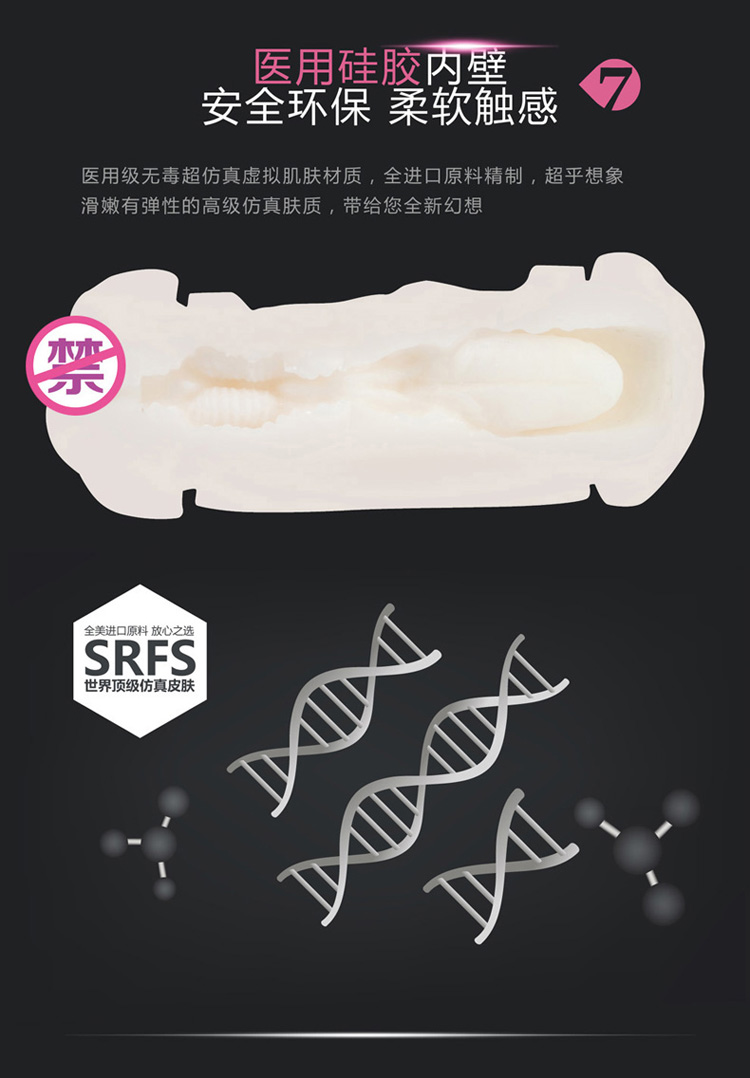 医用硅胶内壁
安全环保 柔软触感
7
医用级无毒超仿真虚拟肌肤材质，全进口原料精制，超乎想象
滑嫩有弹性的高级仿真肤质，带给您全新幻想
禁
全美进口原料 放心之选
SRFS
世界顶级仿真皮肤